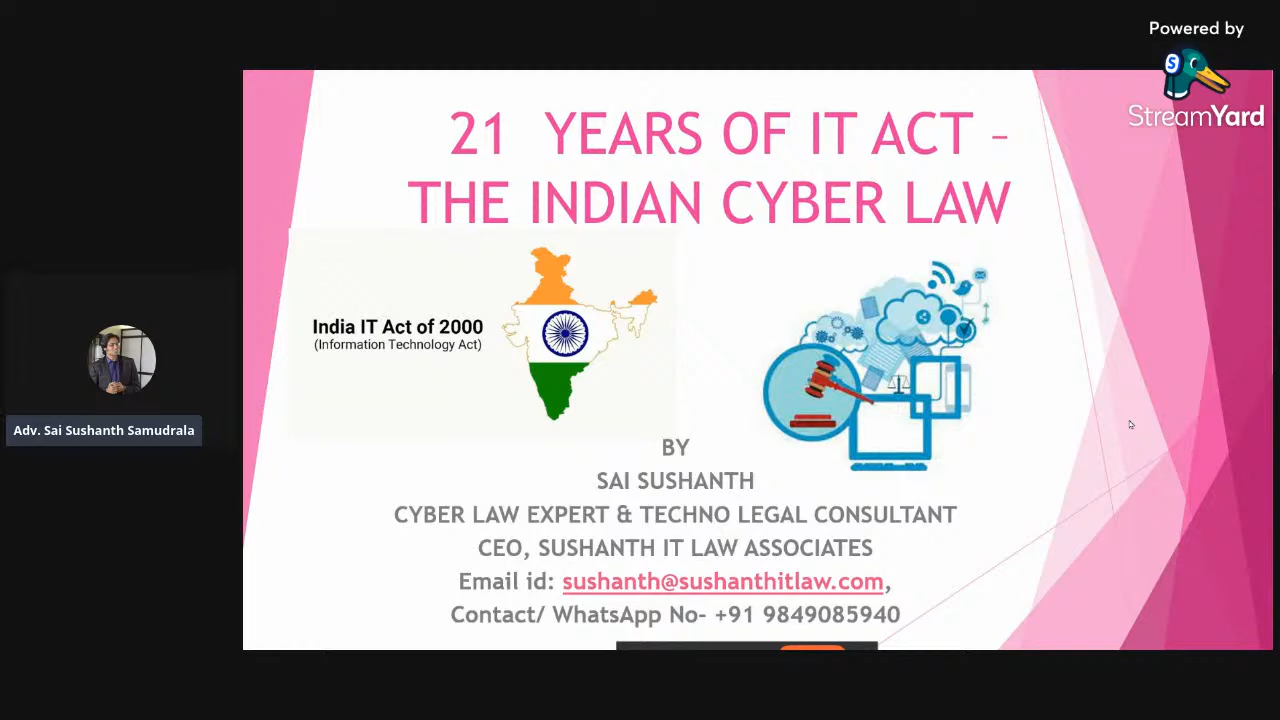 Powered by
StreamYard
21 YEARS OF IT ACT –
THE INDIAN CYBER LAW
India IT Act of 2000
(Information Technology Act)
BY
SAI SUSHANTH
CYBER LAW EXPERT & TECHNO LEGAL CONSULTANT
CEO, SUSHANTH IT LAW ASSOCIATES
Email id: sushanth@sushanthitlaw.com,
Contact/ WhatsApp No- +91 9849085940
Adv. Sai Sushanth Samudrala